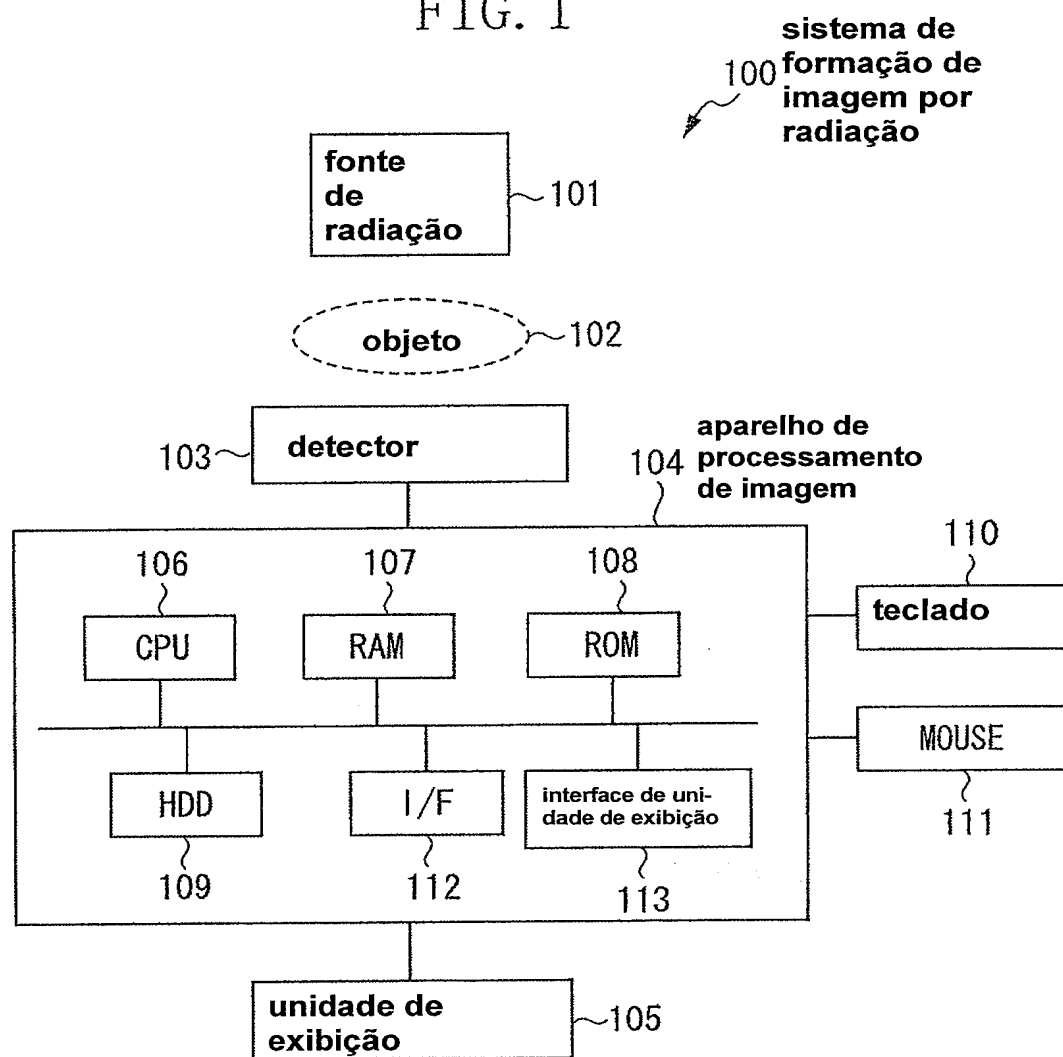 FIG. 1
sistema de
formação de
imagem por
radiação
100
fonte
de
radiação
101
objeto
102
detector
103
aparelho de
processamento
de imagem
104
106
107
108
110
CPU
RAM
ROM
teclado
HDD
I/F
interface de uni-
dade de exibição
MOUSE
109
112
113
111
unidade de
exibição
105